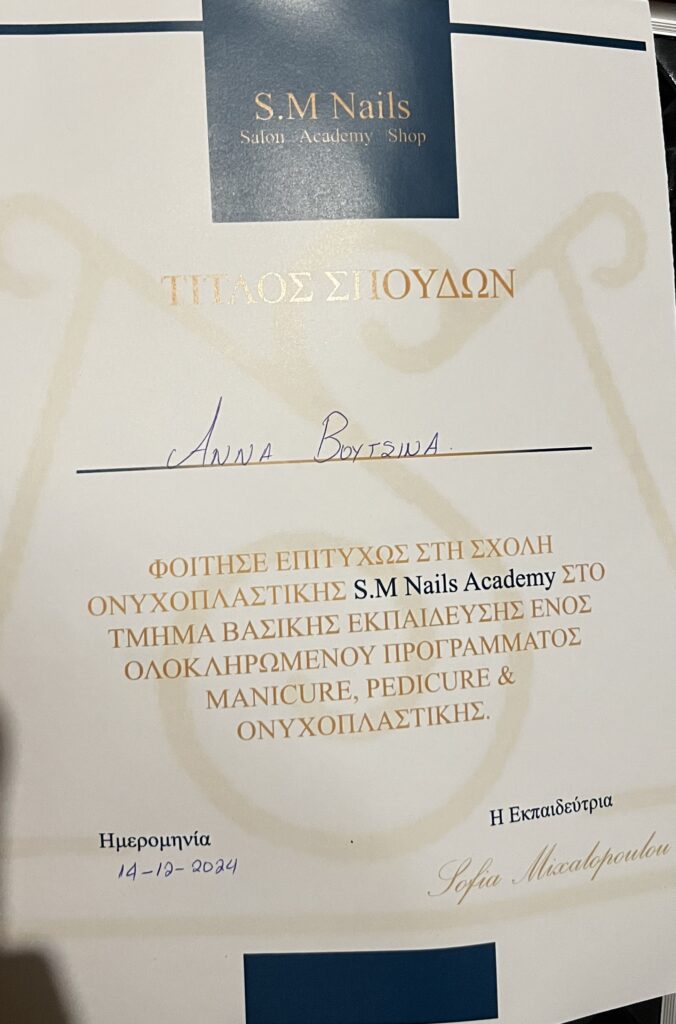 S.M Nails
Salon Academy Shop
ΤΙΤΛΟΣ ΣΠΟΥΔΩΝ
ΑΝΝΑ ΒΟΥΤΣΙΝΑ.
ΦΟΙΤΗΣΕ ΕΠΙΤΥΧΩΣ ΣΤΗ ΣΧΟΛΗ
ΟΝΥΧΟΠΛΑΣΤΙΚΗΣ S.M Nails Academy ΣΤΟ
ΤΜΗΜΑ ΒΑΣΙΚΗΣ ΕΚΠΑΙΔΕΥΣΗΣ ΕΝΟΣ
ΟΛΟΚΛΗΡΩΜΕΝΟΥ ΠΡΟΓΡΑΜΜΑΤΟΣ
MANICURE, PEDICURE &
ΟΝΥΧΟΠΛΑΣΤΙΚΗΣ.
Η Εκπαιδεύτρια
Ημερομηνία
14-12-2024
Sofia Mixalopoulou